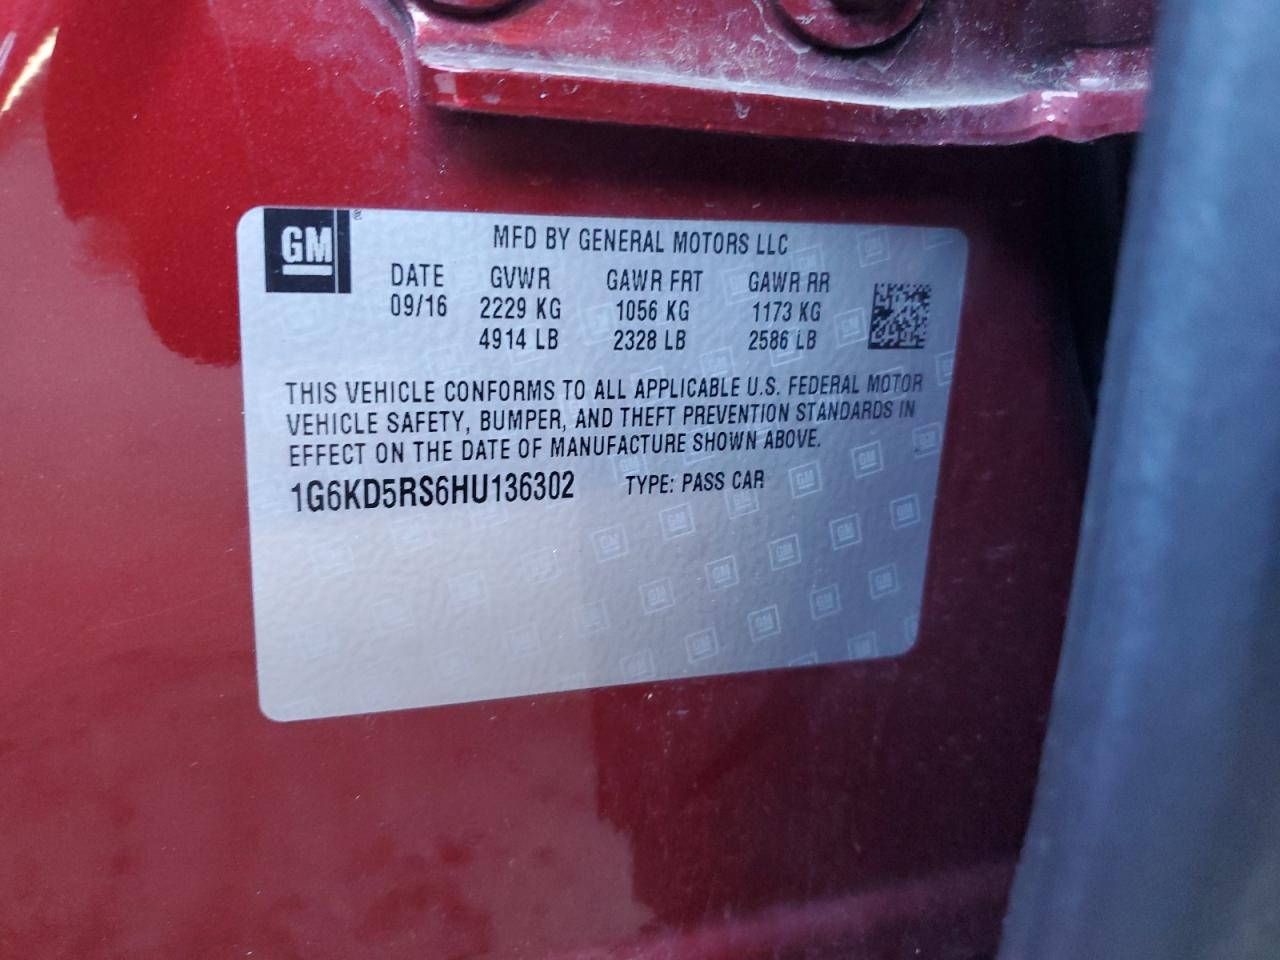 GM ®
MFD BY GENERAL MOTORS LLC
DATE GVWR GAWR FRT GAWR RR
09/16 2229 KG 1056 KG 1173 KG
4914 LB 2328 LB 2586 LB
THIS VEHICLE CONFORMS TO ALL APPLICABLE U.S. FEDERAL MOTOR
VEHICLE SAFETY, BUMPER, AND THEFT PREVENTION STANDARDS IN
EFFECT ON THE DATE OF MANUFACTURE SHOWN ABOVE.
1G6KD5RS6HU136302 TYPE: PASS CAR